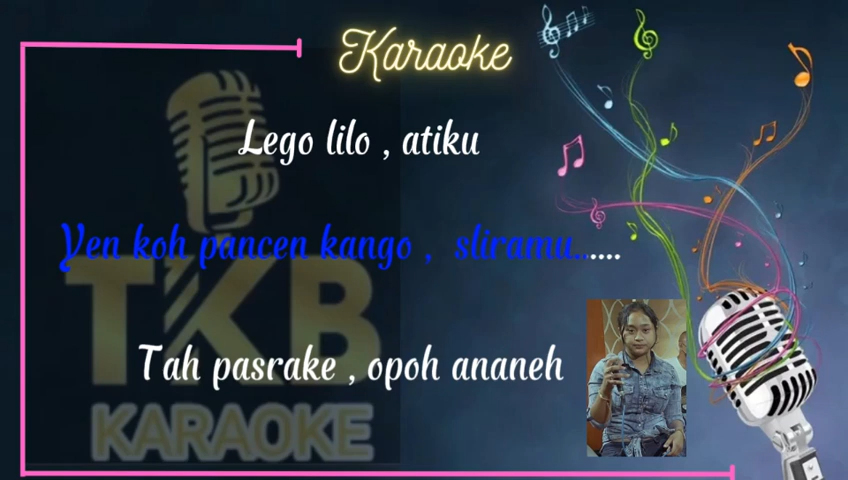 Karaoke
Lego lilo , atiku
Yen koh pancen kango , sliramu......
TKB
Tah pasrake , opoh ananeh
KARAOKE